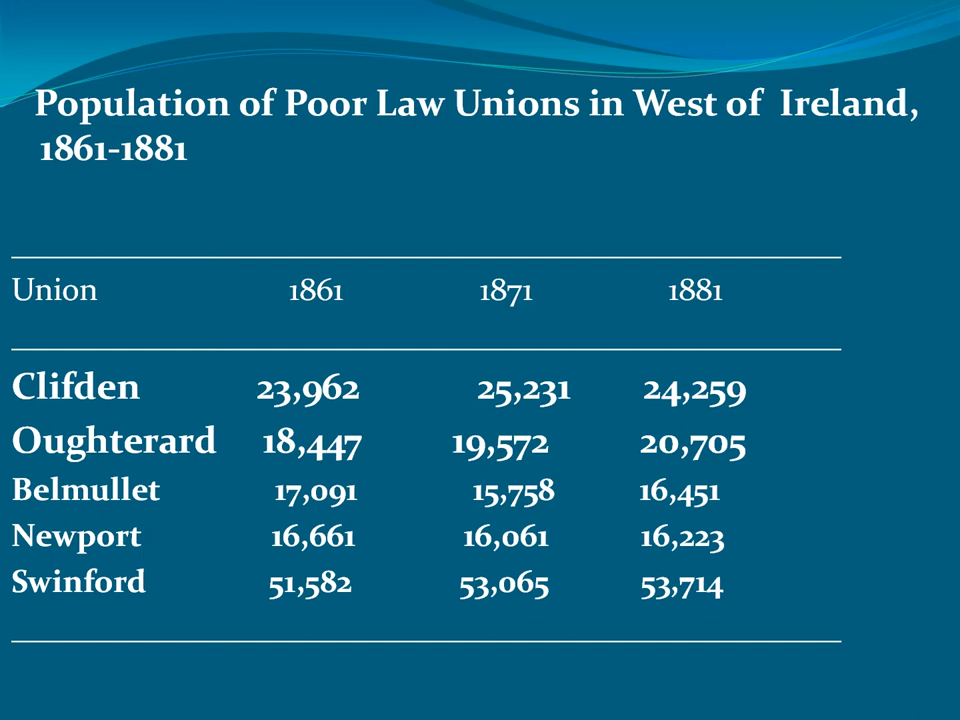 Population of Poor Law Unions in West of Ireland,
1861-1881
Union 1861 1871 1881
Clifden 23,962 25,231 24,259
Oughterard 18,447 19,572 20,705
Belmullet 17,091 15,758 16,451
Newport 16,661 16,061 16,223
Swinford 51,582 53,065 53,714